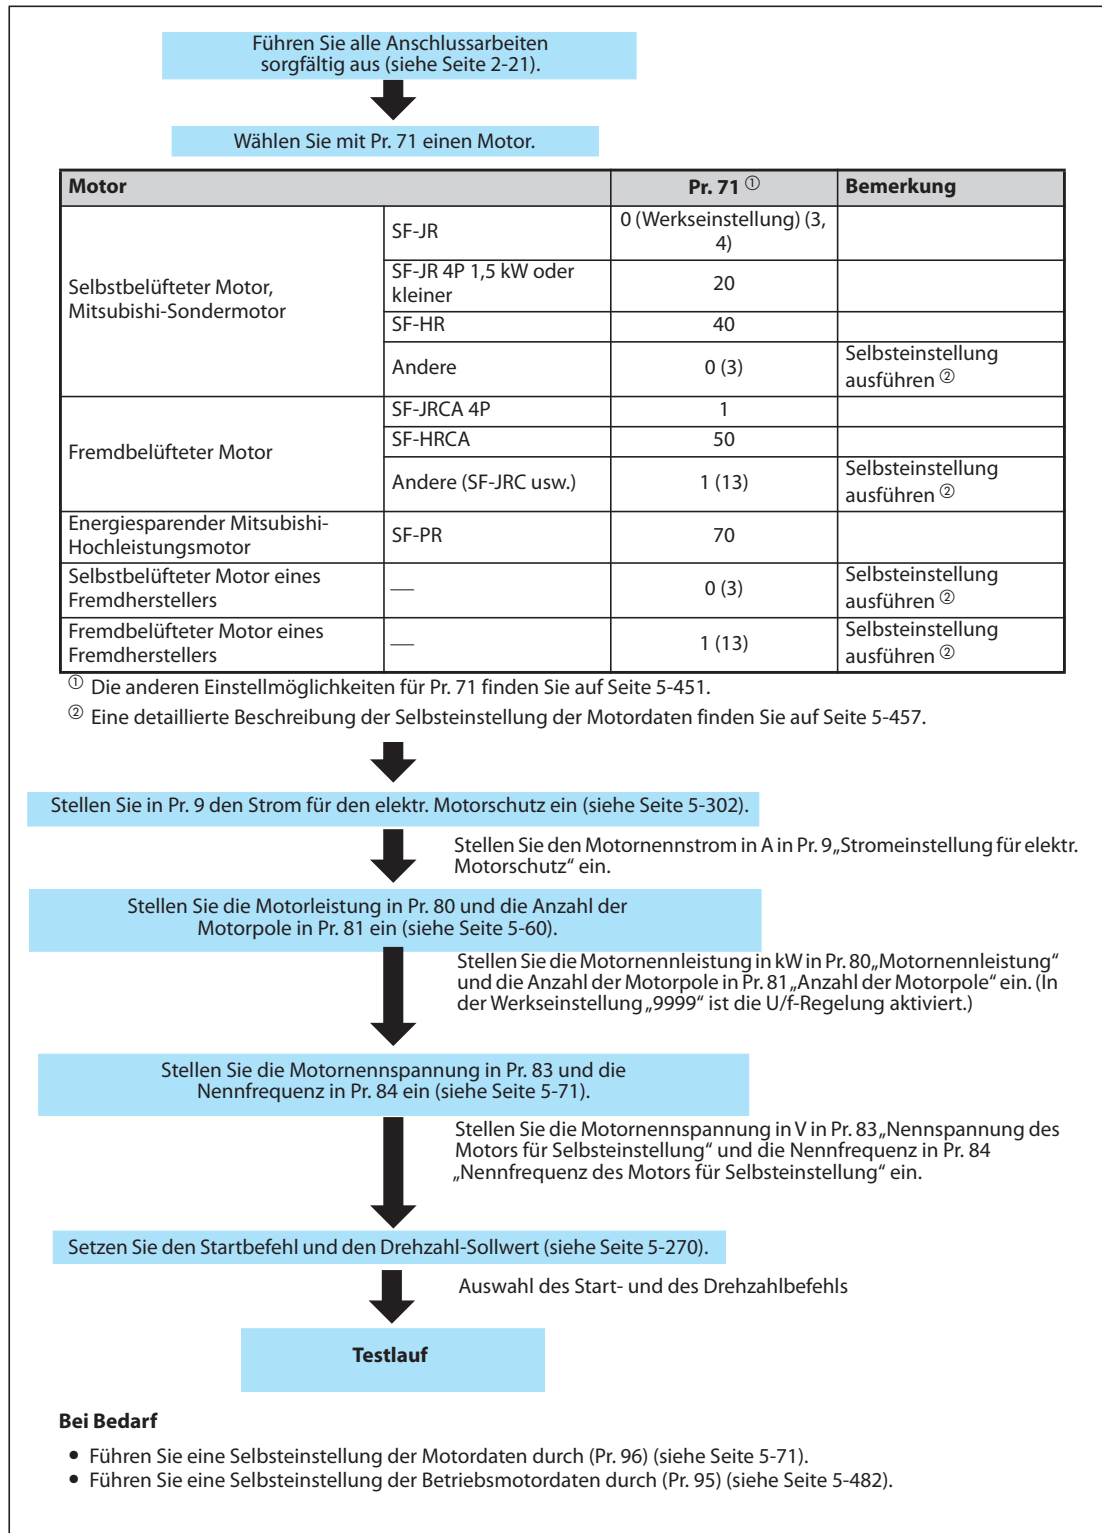 Führen Sie alle Anschlussarbeiten
sorgfältig aus (siehe Seite 2-21).
Wählen Sie mit Pr. 71 einen Motor.
Motor Pr. 71 ① Bemerkung
Selbstbelüfteter Motor,
Mitsubishi-Sondermotor
SF-JR
0 (Werkseinstellung) (3,
4)
SF-JR 4P 1,5 kW oder
kleiner
20
SF-HR 40
Andere 0 (3)
Selbsteinstellung
ausführen ②
Fremdbelüfteter Motor
SF-JRCA 4P 1
SF-HRCA 50
Andere (SF-JRC usw.) 1 (13)
Selbsteinstellung
ausführen ②
Energiesparender Mitsubishi-
Hochleistungsmotor
SF-PR 70
Selbstbelüfteter Motor eines
Fremdherstellers
— 0 (3)
Selbsteinstellung
ausführen ②
Fremdbelüfteter Motor eines
Fremdherstellers
— 1 (13)
Selbsteinstellung
ausführen ②
① Die anderen Einstellmöglichkeiten für Pr. 71 finden Sie auf Seite 5-451.
② Eine detaillierte Beschreibung der Selbsteinstellung der Motordaten finden Sie auf Seite 5-457.
Stellen Sie in Pr. 9 den Strom für den elektr. Motorschutz ein (siehe Seite 5-302).
Stellen Sie den Motornennstrom in A in Pr. 9 „Stromeinstellung für elektr.
Motorschutz“ ein.
Stellen Sie die Motorleistung in Pr. 80 und die Anzahl der
Motorpole in Pr. 81 ein (siehe Seite 5-60).
Stellen Sie die Motornennleistung in kW in Pr. 80 „Motornennleistung“
und die Anzahl der Motorpole in Pr. 81 „Anzahl der Motorpole“ ein. (In
der Werkseinstellung „9999“ ist die U/f-Regelung aktiviert.)
Stellen Sie die Motornennspannung in Pr. 83 und die
Nennfrequenz in Pr. 84 ein (siehe Seite 5-71).
Stellen Sie die Motornennspannung in V in Pr. 83 „Nennspannung des
Motors für Selbsteinstellung“ und die Nennfrequenz in Pr. 84
„Nennfrequenz des Motors für Selbsteinstellung“ ein.
Setzen Sie den Startbefehl und den Drehzahl-Sollwert (siehe Seite 5-270).
Auswahl des Start- und des Drehzahlbefehls
Testlauf
Bei Bedarf
• Führen Sie eine Selbsteinstellung der Motordaten durch (Pr. 96) (siehe Seite 5-71).
• Führen Sie eine Selbsteinstellung der Betriebsmotordaten durch (Pr. 95) (siehe Seite 5-482).